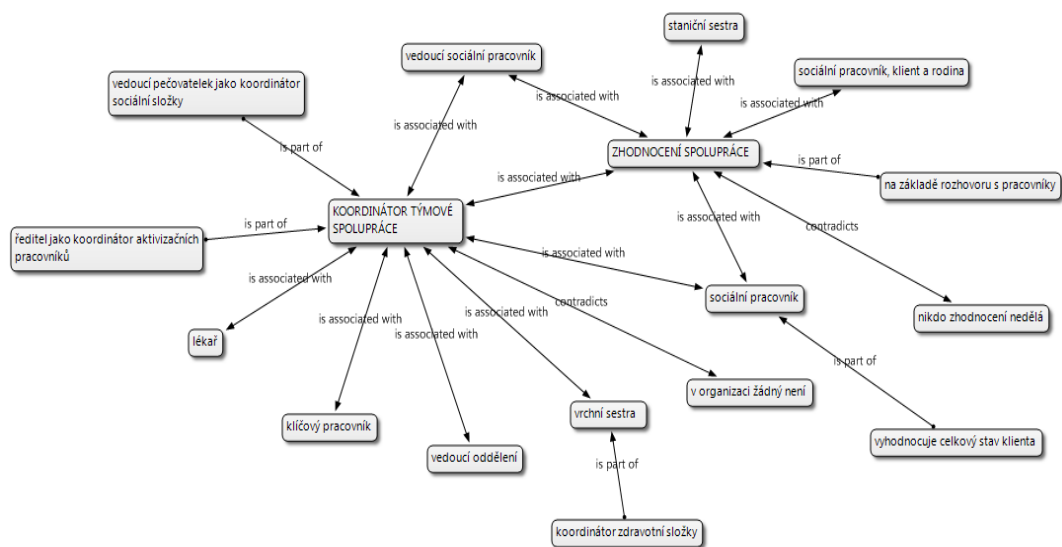 staniční sestra
vedoucí sociální pracovník
sociální pracovník, klient a rodina
vedoucí pečovatelek jako koordinátor
sociální složky
is associated with
is associated with
is associated with
is associated with
is part of
ZHODNOCENÍ SPOLUPRÁCE
is part of
is associated with
na základě rozhovoru s pracovníky
KOORDINÁTOR TÝMOVÉ
SPOLUPRÁCE
is part of
is associated with
contradicts
ředitel jako koordinátor aktivizačních
pracovníků
is associated with
is associated with
sociální pracovník
contradicts
is associated with
is associated with
is associated with
nikdo zhodnocení nedělá
lékař
is part of
v organizaci žádný není
klíčový pracovník
vrchní sestra
vyhodnocuje celkový stav klienta
vedoucí oddělení
is part of
koordinátor zdravotní složky